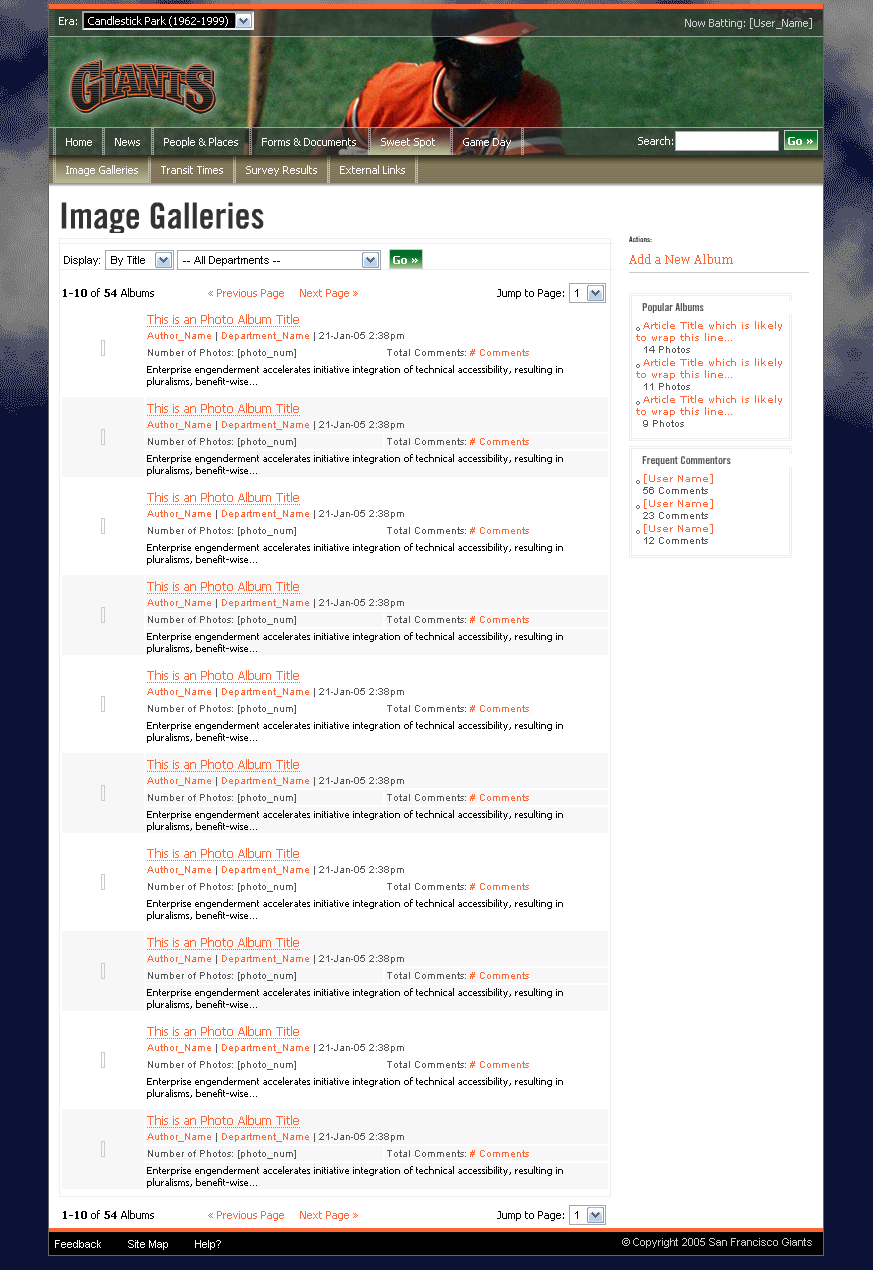 Era: Candlestick Park (1962-1999)
Now Batting: [User_Name]
GIANTS
Home News People & Places Forms & Documents Sweet Spot Game Day Search: Go »
Image Galleries Transit Times Survey Results External Links
Image Galleries
Display: By Title -- All Departments -- Go »
1-10 of 54 Albums « Previous Page Next Page » Jump to Page: 1
This is an Photo Album Title
Author_Name | Department_Name | 21-Jan-05 2:38pm
Number of Photos: [photo_num] Total Comments: # Comments
Enterprise engenderment accelerates initiative integration of technical accessibility, resulting in
pluralisms, benefit-wise...
This is an Photo Album Title
Author_Name | Department_Name | 21-Jan-05 2:38pm
Number of Photos: [photo_num] Total Comments: # Comments
Enterprise engenderment accelerates initiative integration of technical accessibility, resulting in
pluralisms, benefit-wise...
This is an Photo Album Title
Author_Name | Department_Name | 21-Jan-05 2:38pm
Number of Photos: [photo_num] Total Comments: # Comments
Enterprise engenderment accelerates initiative integration of technical accessibility, resulting in
pluralisms, benefit-wise...
This is an Photo Album Title
Author_Name | Department_Name | 21-Jan-05 2:38pm
Number of Photos: [photo_num] Total Comments: # Comments
Enterprise engenderment accelerates initiative integration of technical accessibility, resulting in
pluralisms, benefit-wise...
This is an Photo Album Title
Author_Name | Department_Name | 21-Jan-05 2:38pm
Number of Photos: [photo_num] Total Comments: # Comments
Enterprise engenderment accelerates initiative integration of technical accessibility, resulting in
pluralisms, benefit-wise...
This is an Photo Album Title
Author_Name | Department_Name | 21-Jan-05 2:38pm
Number of Photos: [photo_num] Total Comments: # Comments
Enterprise engenderment accelerates initiative integration of technical accessibility, resulting in
pluralisms, benefit-wise...
This is an Photo Album Title
Author_Name | Department_Name | 21-Jan-05 2:38pm
Number of Photos: [photo_num] Total Comments: # Comments
Enterprise engenderment accelerates initiative integration of technical accessibility, resulting in
pluralisms, benefit-wise...
This is an Photo Album Title
Author_Name | Department_Name | 21-Jan-05 2:38pm
Number of Photos: [photo_num] Total Comments: # Comments
Enterprise engenderment accelerates initiative integration of technical accessibility, resulting in
pluralisms, benefit-wise...
This is an Photo Album Title
Author_Name | Department_Name | 21-Jan-05 2:38pm
Number of Photos: [photo_num] Total Comments: # Comments
Enterprise engenderment accelerates initiative integration of technical accessibility, resulting in
pluralisms, benefit-wise...
This is an Photo Album Title
Author_Name | Department_Name | 21-Jan-05 2:38pm
Number of Photos: [photo_num] Total Comments: # Comments
Enterprise engenderment accelerates initiative integration of technical accessibility, resulting in
pluralisms, benefit-wise...
1-10 of 54 Albums « Previous Page Next Page » Jump to Page: 1
Actions:
Add a New Album
Popular Albums
Article Title which is likely
to wrap this line...
14 Photos
Article Title which is likely
to wrap this line...
11 Photos
Article Title which is likely
to wrap this line...
9 Photos
Frequent Commentors
[User Name]
56 Comments
[User Name]
23 Comments
[User Name]
12 Comments
Feedback Site Map Help? © Copyright 2005 San Francisco Giants